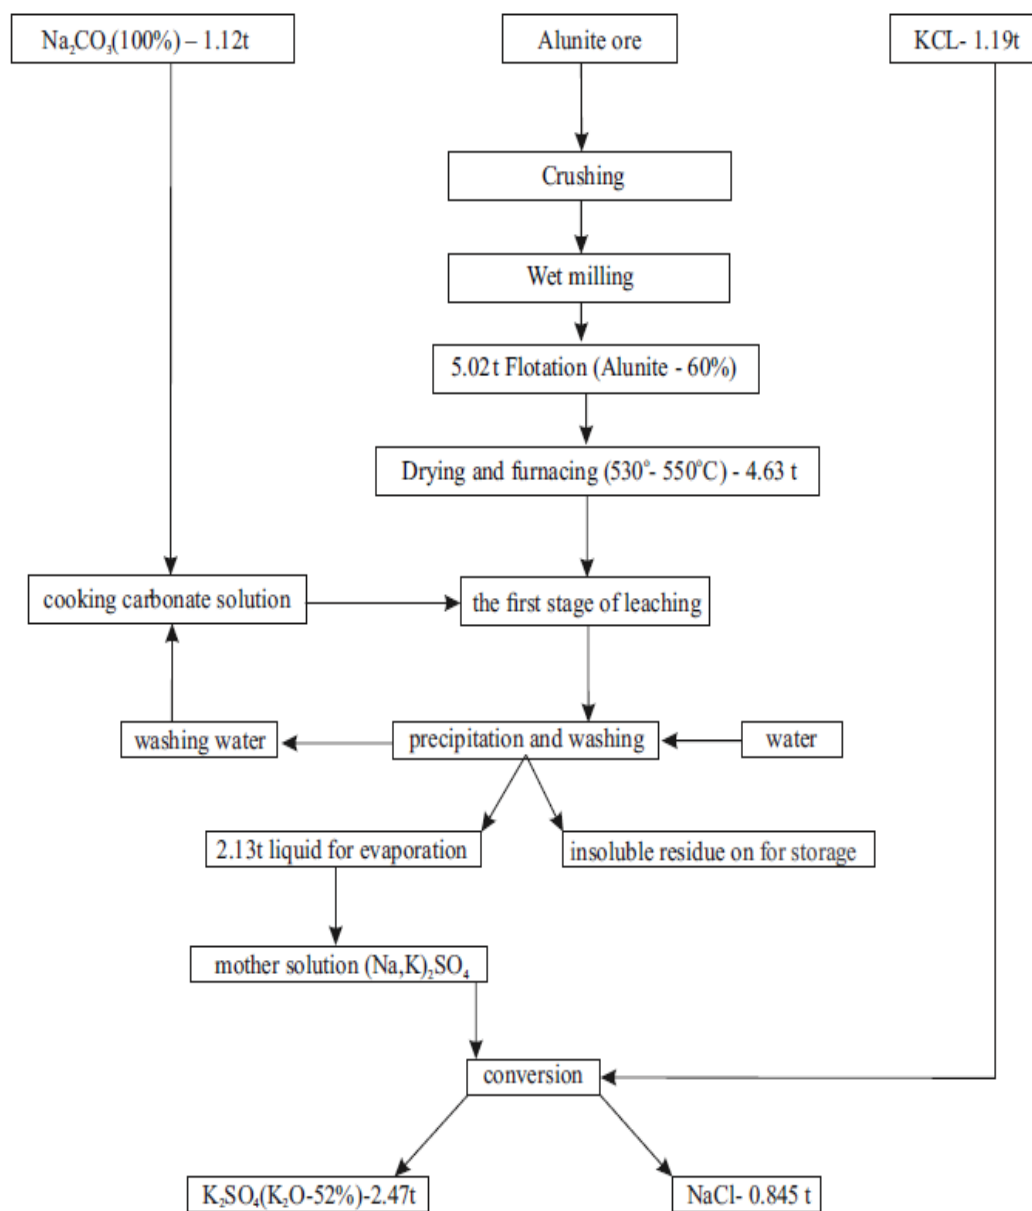 Na₂CO₃(100%) – 1.12t
Alunite ore
KCL- 1.19t
Crushing
Wet milling
5.02t Flotation (Alunite - 60%)
Drying and furnacing (530°- 550°C) - 4.63 t
cooking carbonate solution
the first stage of leaching
washing water
precipitation and washing
water
2.13t liquid for evaporation
insoluble residue on for storage
mother solution (Na,K)₂SO₄
conversion
K₂SO₄(K₂O-52%)-2.47t
NaCl- 0.845 t